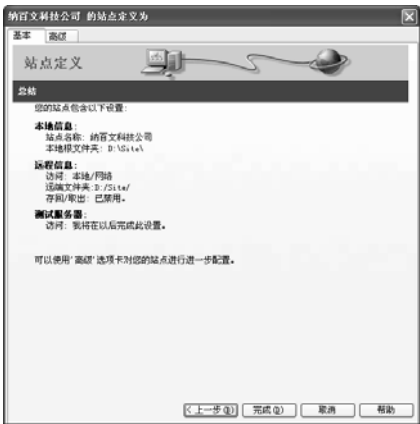 纳百文科技公司 的站点定义为
基本 高级
站点定义
总结
您的站点包含以下设置:
本地信息:
站点名称: 纳百文科技公司
本地根文件夹: D:\Site\
远程信息:
访问: 本地/网络
远端文件夹:D:/Site/
存回/取出: 已禁用。
测试服务器:
访问: 我将在以后完成此设置。
可以使用‘高级’选项卡对您的站点进行进一步配置。
< 上一步(B) 完成(D) 取消 帮助